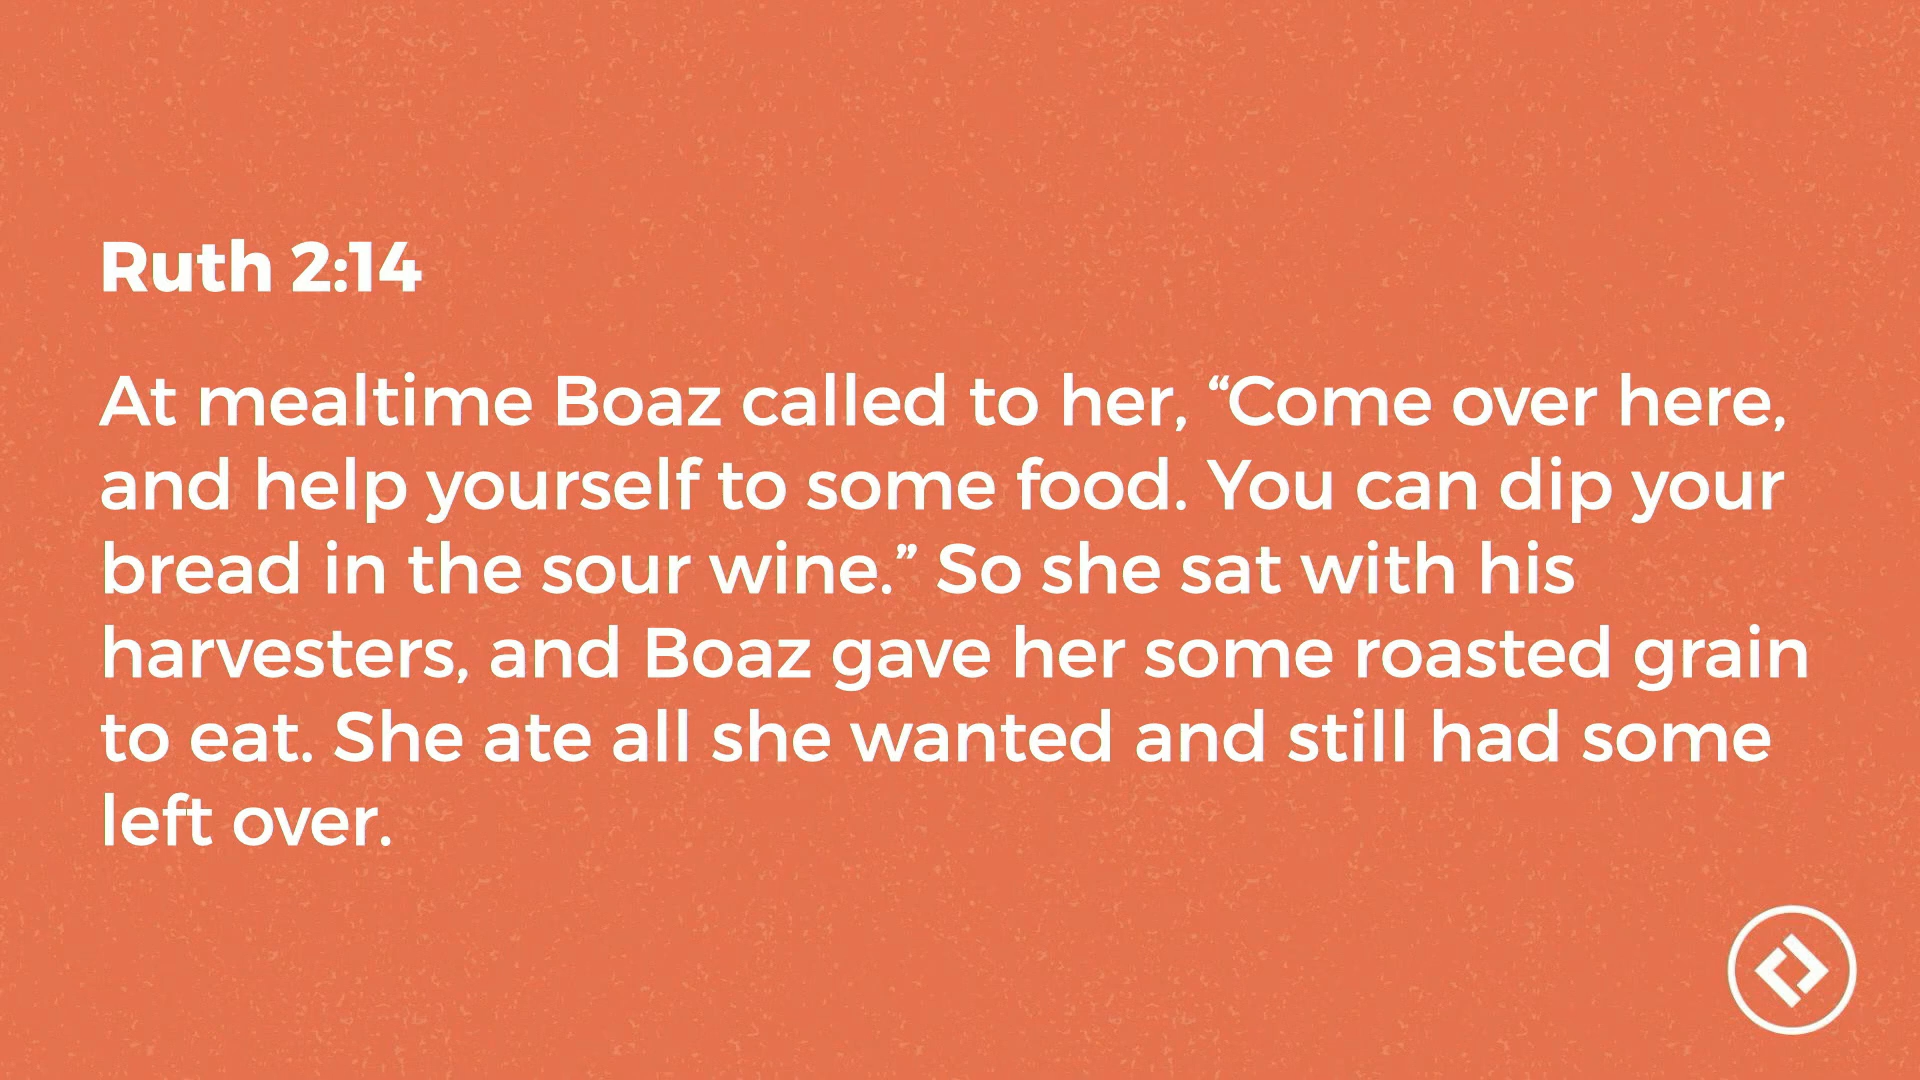 Ruth 2:14
At mealtime Boaz called to her, “Come over here,
and help yourself to some food. You can dip your
bread in the sour wine.” So she sat with his
harvesters, and Boaz gave her some roasted grain
to eat. She ate all she wanted and still had some
left over.